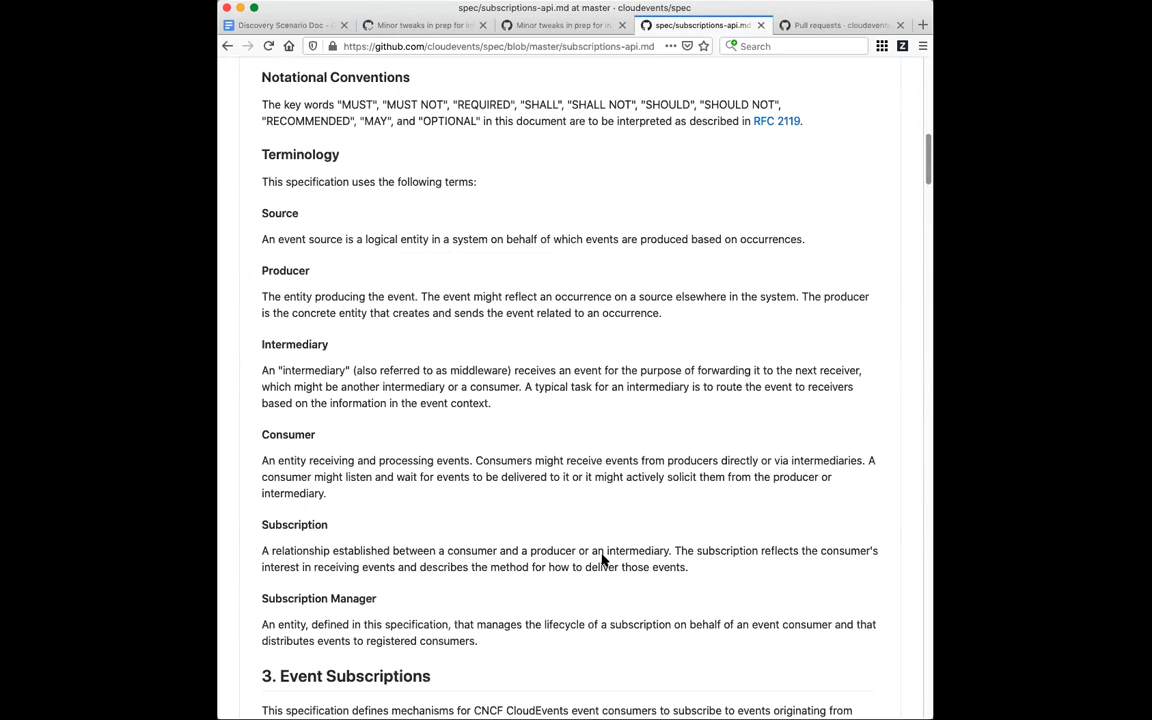 spec/subscriptions-api.md at master · cloudevents/spec
Discovery Scenario Doc -
Minor tweaks in prep for
Minor tweaks in prep for in
spec/subscriptions-api.md
Pull requests · cloudevents
https://github.com/cloudevents/spec/blob/master/subscriptions-api.md
Search
Z
Notational Conventions
The key words "MUST", "MUST NOT", "REQUIRED", "SHALL", "SHALL NOT", "SHOULD", "SHOULD NOT",
"RECOMMENDED", "MAY", and "OPTIONAL" in this document are to be interpreted as described in RFC 2119.
Terminology
This specification uses the following terms:
Source
An event source is a logical entity in a system on behalf of which events are produced based on occurrences.
Producer
The entity producing the event. The event might reflect an occurrence on a source elsewhere in the system. The producer
is the concrete entity that creates and sends the event related to an occurrence.
Intermediary
An "intermediary" (also referred to as middleware) receives an event for the purpose of forwarding it to the next receiver,
which might be another intermediary or a consumer. A typical task for an intermediary is to route the event to receivers
based on the information in the event context.
Consumer
An entity receiving and processing events. Consumers might receive events from producers directly or via intermediaries. A
consumer might listen and wait for events to be delivered to it or it might actively solicit them from the producer or
intermediary.
Subscription
A relationship established between a consumer and a producer or an intermediary. The subscription reflects the consumer's
interest in receiving events and describes the method for how to deliver those events.
Subscription Manager
An entity, defined in this specification, that manages the lifecycle of a subscription on behalf of an event consumer and that
distributes events to registered consumers.
3. Event Subscriptions
This specification defines mechanisms for CNCF CloudEvents event consumers to subscribe to events originating from